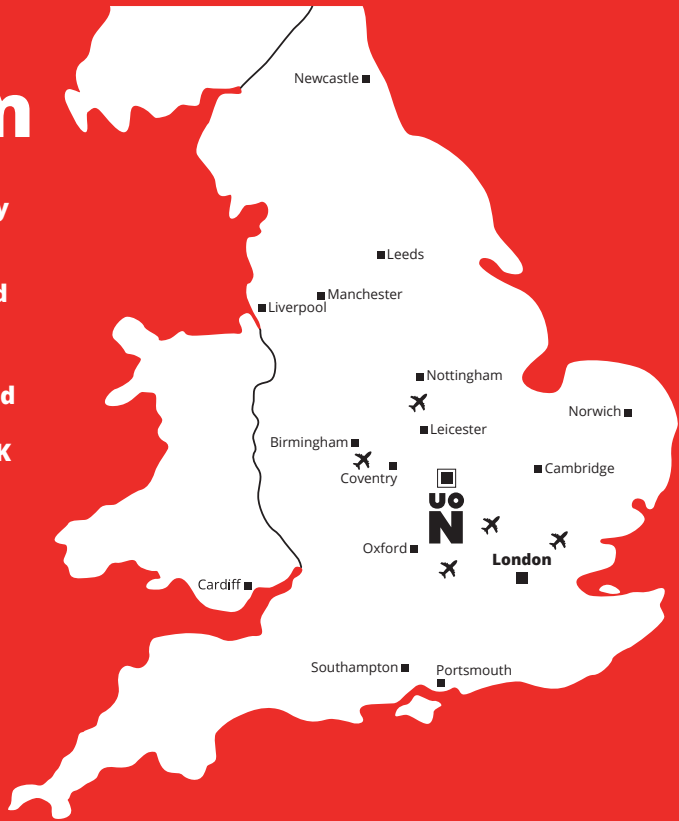 n
Newcastle
y
Leeds
d
Manchester
Liverpool
Nottingham
d
Norwich
Leicester
Birmingham
K
Cambridge
Coventry
UO
N
Oxford
London
Cardiff
Southampton
Portsmouth